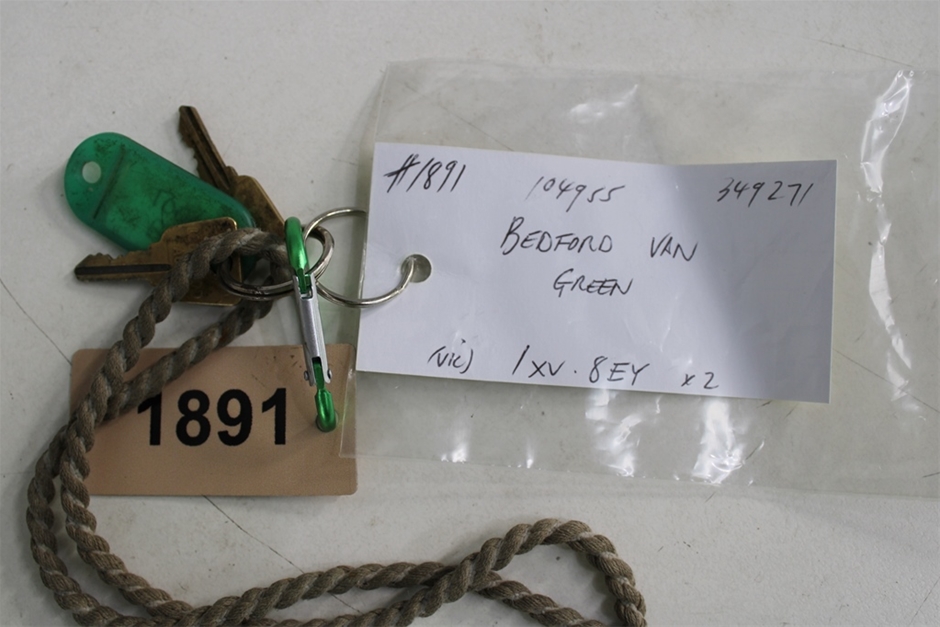 #1891 104955 349271
BEDFORD VAN
GREEN
(VIC) 1XV.8EY x2
1891